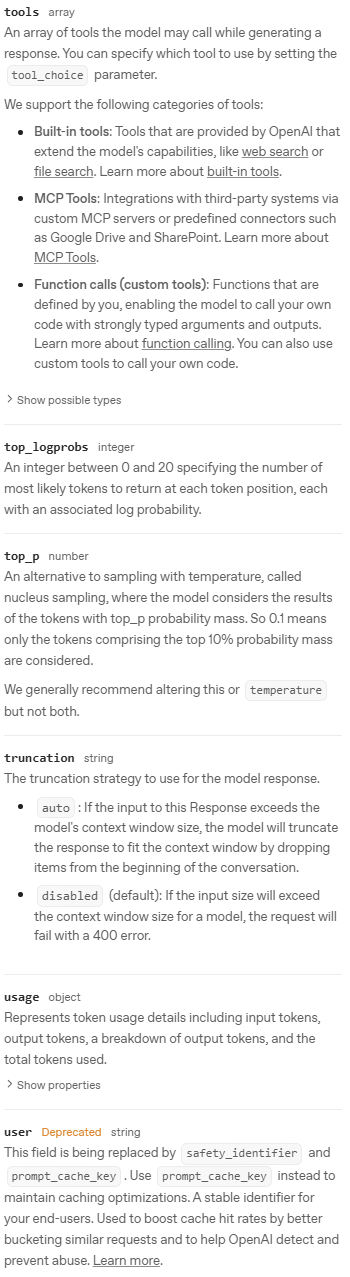 tools array
An array of tools the model may call while generating a
response. You can specify which tool to use by setting the
tool_choice parameter.
We support the following categories of tools:
• Built-in tools: Tools that are provided by OpenAI that
extend the model's capabilities, like web search or
file search. Learn more about built-in tools.
• MCP Tools: Integrations with third-party systems via
custom MCP servers or predefined connectors such
as Google Drive and SharePoint. Learn more about
MCP Tools.
• Function calls (custom tools): Functions that are
defined by you, enabling the model to call your own
code with strongly typed arguments and outputs.
Learn more about function calling. You can also use
custom tools to call your own code.
Show possible types
top_logprobs integer
An integer between 0 and 20 specifying the number of
most likely tokens to return at each token position, each
with an associated log probability.
top_p number
An alternative to sampling with temperature, called
nucleus sampling, where the model considers the results
of the tokens with top_p probability mass. So 0.1 means
only the tokens comprising the top 10% probability mass
are considered.
We generally recommend altering this or temperature
but not both.
truncation string
The truncation strategy to use for the model response.
• auto : If the input to this Response exceeds the
model's context window size, the model will truncate
the response to fit the context window by dropping
items from the beginning of the conversation.
• disabled (default): If the input size will exceed
the context window size for a model, the request will
fail with a 400 error.
usage object
Represents token usage details including input tokens,
output tokens, a breakdown of output tokens, and the
total tokens used.
Show properties
user Deprecated string
This field is being replaced by safety_identifier and
prompt_cache_key . Use prompt_cache_key instead to
maintain caching optimizations. A stable identifier for
your end-users. Used to boost cache hit rates by better
bucketing similar requests and to help OpenAI detect and
prevent abuse. Learn more.